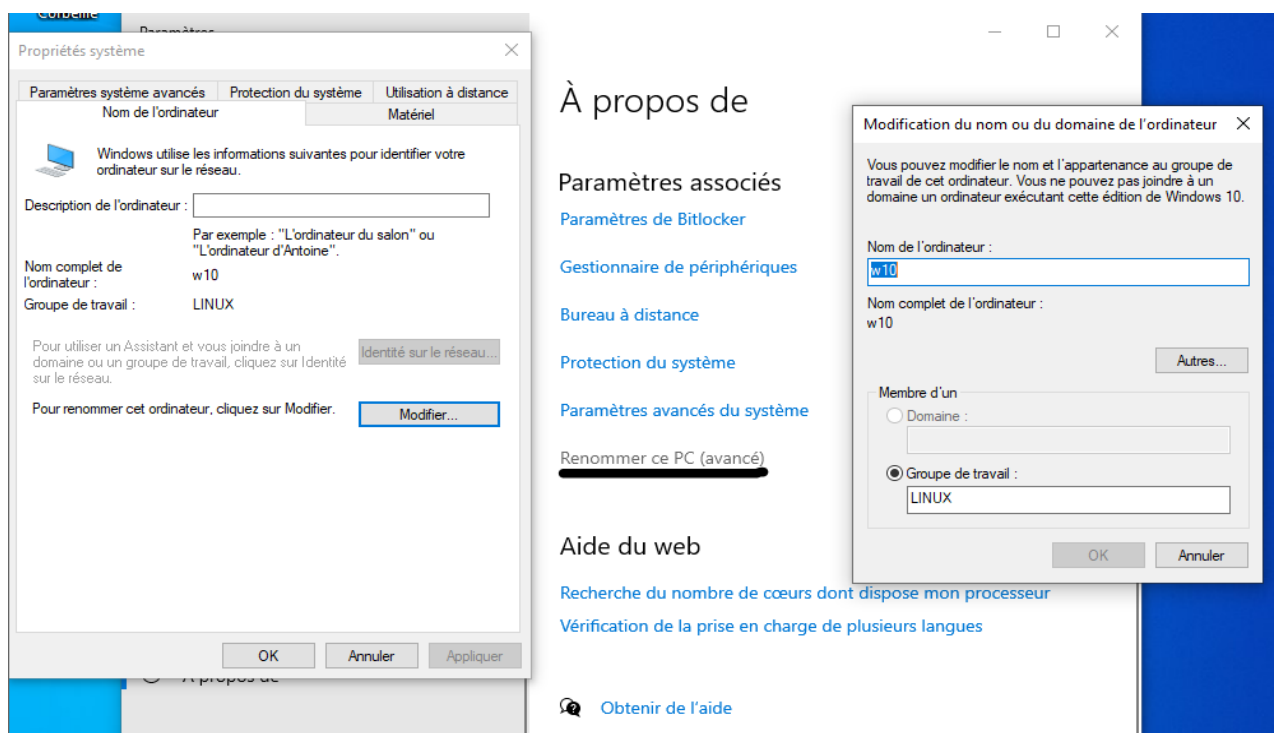 Corbeille
Paramètres
Propriétés système
Paramètres système avancés
Protection du système
Utilisation à distance
Nom de l'ordinateur
Matériel
Windows utilise les informations suivantes pour identifier votre
ordinateur sur le réseau.
Description de l'ordinateur :
Par exemple : "L'ordinateur du salon" ou
"L'ordinateur d'Antoine".
Nom complet de
l'ordinateur :
w10
Groupe de travail :
LINUX
Pour utiliser un Assistant et vous joindre à un
domaine ou un groupe de travail, cliquez sur Identité
sur le réseau.
Identité sur le réseau...
Pour renommer cet ordinateur, cliquez sur Modifier.
Modifier...
OK
Annuler
Appliquer
À propos de
À propos de
Paramètres associés
Paramètres de Bitlocker
Gestionnaire de périphériques
Bureau à distance
Protection du système
Paramètres avancés du système
Renommer ce PC (avancé)
Aide du web
Recherche du nombre de cœurs dont dispose mon processeur
Vérification de la prise en charge de plusieurs langues
Obtenir de l'aide
Modification du nom ou du domaine de l'ordinateur
Vous pouvez modifier le nom et l'appartenance au groupe de
travail de cet ordinateur. Vous ne pouvez pas joindre à un
domaine un ordinateur exécutant cette édition de Windows 10.
Nom de l'ordinateur :
w10
Nom complet de l'ordinateur :
w10
Autres...
Membre d'un
Domaine :
Groupe de travail :
LINUX
OK
Annuler